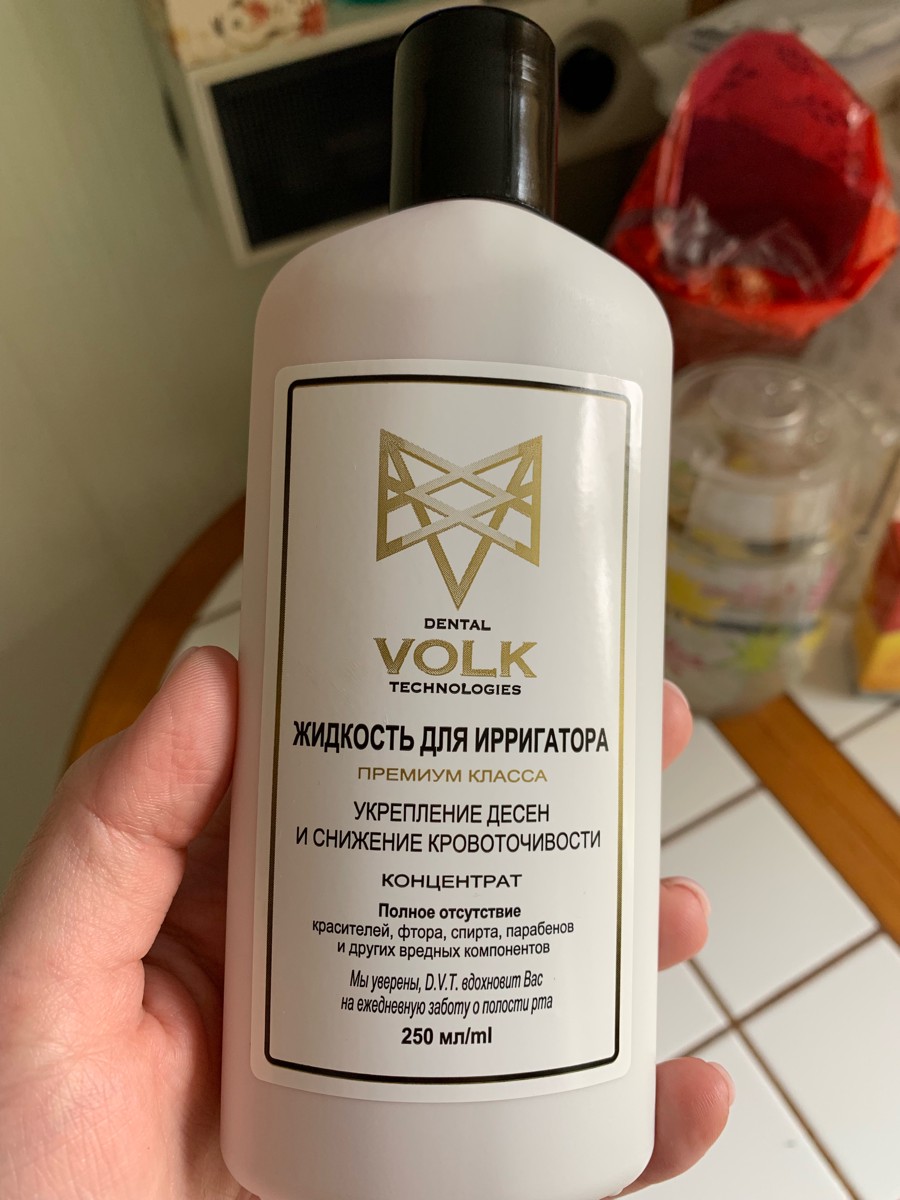 DENTAL
VOLK
TECHNOLOGIES
ЖИДКОСТЬ ДЛЯ ИРРИГАТОРА
ПРЕМИУМ КЛАССА
УКРЕПЛЕНИЕ ДЕСЕН
И СНИЖЕНИЕ КРОВОТОЧИВОСТИ
КОНЦЕНТРАТ
Полное отсутствие
красителей, фтора, спирта, парабенов
и других вредных компонентов
Мы уверены, D.V.T. вдохновит Вас
на ежедневную заботу о полости рта
250 мл/ml